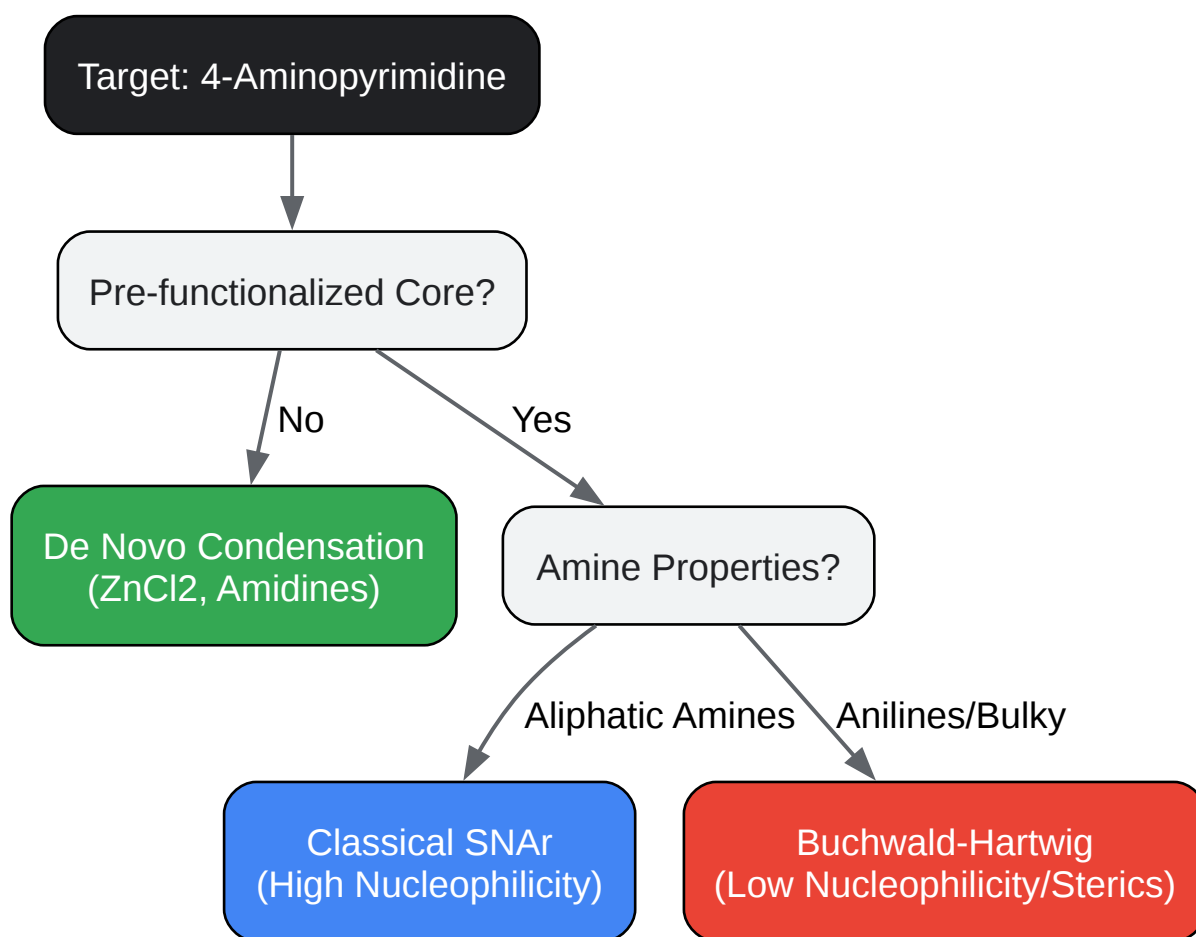 Target: 4-Aminopyrimidine
Pre-functionalized Core?
No
Yes
De Novo Condensation
(ZnCl2, Amidines)
Amine Properties?
Aliphatic Amines
Anilines/Bulky
Classical SNAr
(High Nucleophilicity)
Buchwald-Hartwig
(Low Nucleophilicity/Sterics)